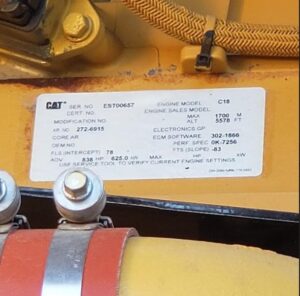 CAT SER. NO EST00657 ENGINE MODEL C18
CERT NO. ENGINE SALES MODEL
MODIFICATION NO MAX 1700 M
ALT 5578 FT
AR. NO. 272-6915 ELECTRONICS GP
CORE AR ECM SOFTWARE 302-1866
OEM NO PERF SPEC 0K-7256
FLS (INTERCEPT) 78 FTS (SLOPE) -83
ADV 838 HP 625.0 kW HP kW RPM
USE SERVICE TOOL TO VERIFY CURRENT ENGINE SETTINGS